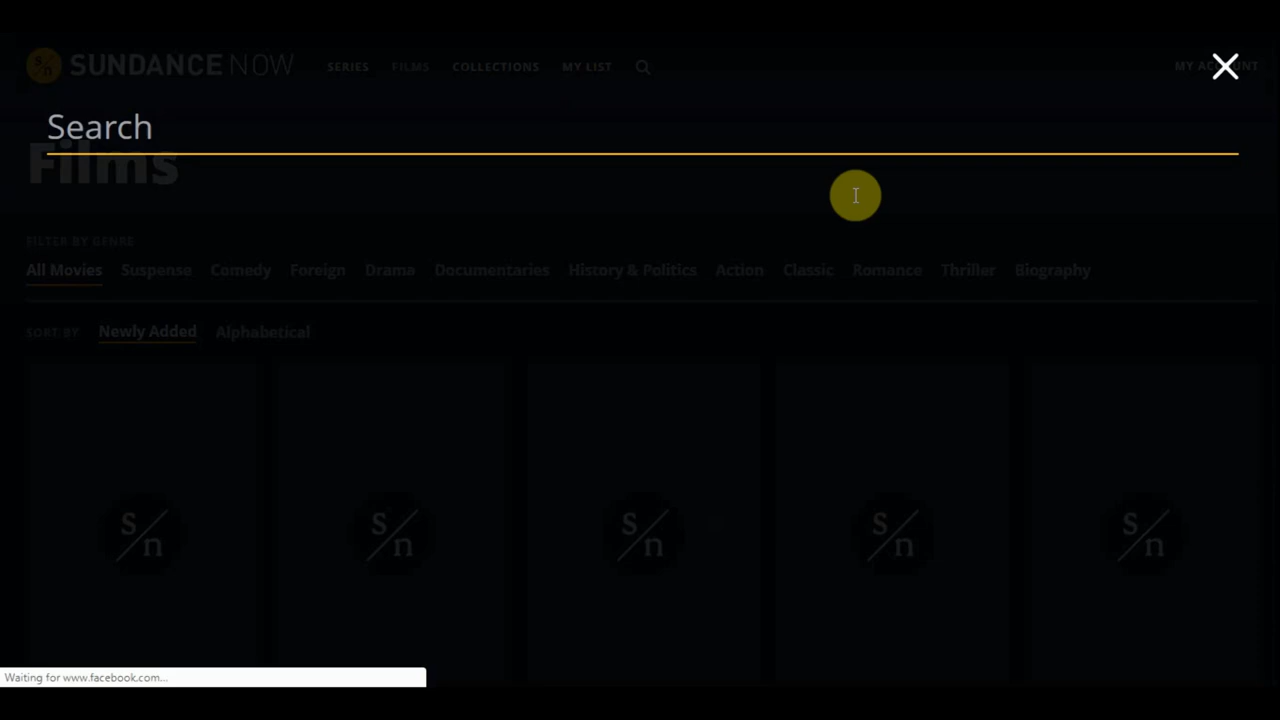 s/n SUNDANCE NOW SERIES FILMS COLLECTIONS MY LIST MY ACCOUNT
Search
Films
FILTER BY GENRE
All Movies Suspense Comedy Foreign Drama Documentaries History & Politics Action Classic Romance Thriller Biography
SORT BY: Newly Added Alphabetical
s/n s/n s/n s/n s/n
Waiting for www.facebook.com...